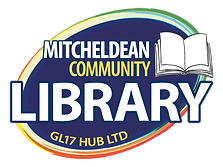 MITCHELDEAN
COMMUNITY
LIBRARY
GL17 HUB LTD